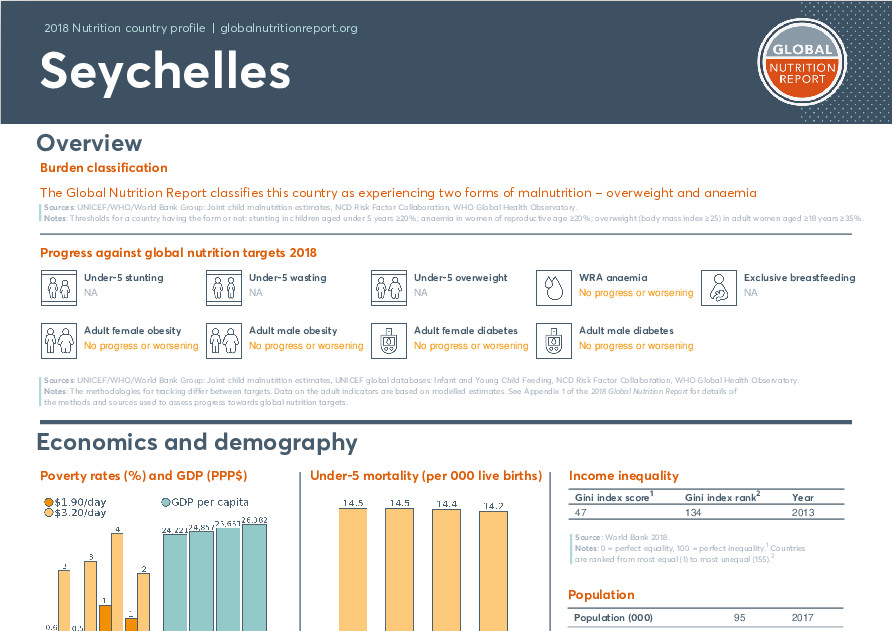 2018 Nutrition country profile | globalnutritionreport.org
Seychelles
GLOBAL
NUTRITION
REPORT
Overview
Burden classification
The Global Nutrition Report classifies this country as experiencing two forms of malnutrition – overweight and anaemia
Sources: UNICEF/WHO/World Bank Group: Joint child malnutrition estimates, NCD Risk Factor Collaboration, WHO Global Health Observatory.
Notes: Thresholds for a country having the form or not: stunting in children aged under 5 years ≥20%; anaemia in women of reproductive age ≥20%; overweight (body mass index ≥25) in adult women aged ≥18 years ≥35%.
Progress against global nutrition targets 2018
Under-5 stunting
NA
Under-5 wasting
NA
Under-5 overweight
NA
WRA anaemia
No progress or worsening
Exclusive breastfeeding
NA
Adult female obesity
No progress or worsening
Adult male obesity
No progress or worsening
Adult female diabetes
No progress or worsening
Adult male diabetes
No progress or worsening
Sources: UNICEF/WHO/World Bank Group: Joint child malnutrition estimates, UNICEF global databases: Infant and Young Child Feeding, NCD Risk Factor Collaboration, WHO Global Health Observatory.
Notes: The methodologies for tracking differ between targets. Data on the adult indicators are based on modelled estimates. See Appendix 1 of the 2018 Global Nutrition Report for details of
the methods and sources used to assess progress towards global nutrition targets.
Economics and demography
Poverty rates (%) and GDP (PPP$)
$1.90/day
$3.20/day
GDP per capita
0.6 2 0.5 3 1 4 1 2
24,221 24,857 25,651 26,382
Under-5 mortality (per 000 live births)
14.5 14.5 14.4 14.2
Income inequality
Gini index score¹ Gini index rank² Year
47 134 2013
Source: World Bank 2018.
Notes: 0 = perfect equality, 100 = perfect inequality.¹ Countries
are ranked from most equal (1) to most unequal (155).²
Population
Population (000) 95 2017